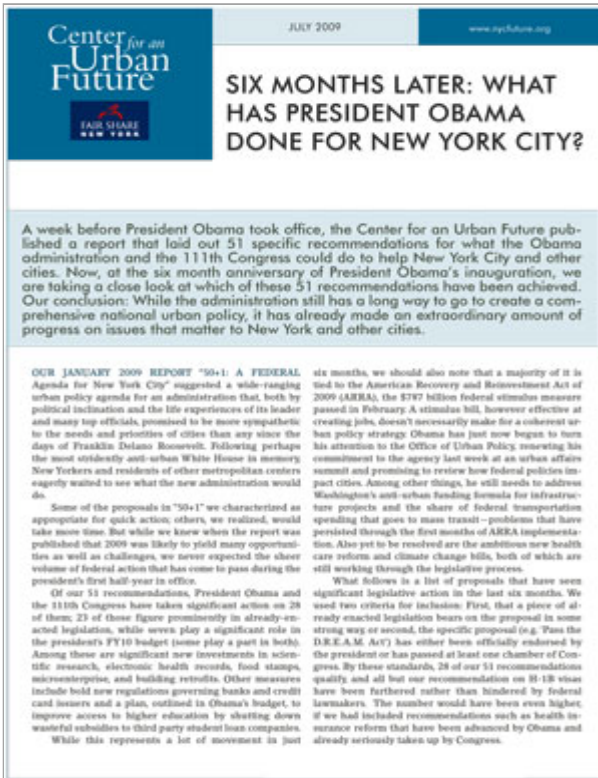 Center for an
Urban
Future
FAIR SHARE
NEW YORK
JULY 2009
www.nycfuture.org
SIX MONTHS LATER: WHAT
HAS PRESIDENT OBAMA
DONE FOR NEW YORK CITY?
A week before President Obama took office, the Center for an Urban Future pub-
lished a report that laid out 51 specific recommendations for what the Obama
administration and the 111th Congress could do to help New York City and other
cities. Now, at the six month anniversary of President Obama's inauguration, we
are taking a close look at which of these 51 recommendations have been achieved.
Our conclusion: While the administration still has a long way to go to create a com-
prehensive national urban policy, it has already made an extraordinary amount of
progress on issues that matter to New York and other cities.
OUR JANUARY 2009 REPORT "50+1: A FEDERAL
Agenda for New York City" suggested a wide-ranging
urban policy agenda for an administration that, both by
political inclination and the life experiences of its leader
and many top officials, promised to be more sympathetic
to the needs and priorities of cities than any since the
days of Franklin Delano Roosevelt. Following perhaps
the most stridently anti-urban White House in memory,
New Yorkers and residents of other metropolitan centers
eagerly waited to see what the new administration would
do.
Some of the proposals in "50+1" we characterized as
appropriate for quick action; others, we realized, would
take more time. But while we knew when the report was
published that 2009 was likely to yield many opportuni-
ties as well as challenges, we never expected the sheer
volume of federal action that has come to pass during the
president's first half-year in office.
Of our 51 recommendations, President Obama and
the 111th Congress have taken significant action on 28
of them; 23 of those figure prominently in already-en-
acted legislation, while seven play a significant role in
the president's FY10 budget (some play a part in both).
Among these are significant new investments in scien-
tific research, electronic health records, food stamps,
microenterprise, and building retrofits. Other measures
include bold new regulations governing banks and credit
card issuers and a plan, outlined in Obama's budget, to
improve access to higher education by shutting down
wasteful subsidies to third party student loan companies.
While this represents a lot of movement in just
six months, we should also note that a majority of it is
tied to the American Recovery and Reinvestment Act of
2009 (ARRA), the $787 billion federal stimulus measure
passed in February. A stimulus bill, however effective at
creating jobs, doesn't necessarily make for a coherent ur-
ban policy strategy. Obama has just now begun to turn
his attention to the Office of Urban Policy, renewing his
commitment to the agency last week at an urban affairs
summit and promising to review how federal policies im-
pact cities. Among other things, he still needs to address
Washington's anti-urban funding formula for infrastruc-
ture projects and the share of federal transportation
spending that goes to mass transit—problems that have
persisted through the first months of ARRA implementa-
tion. Also yet to be resolved are the ambitious new health
care reform and climate change bills, both of which are
still working through the legislative process.
What follows is a list of proposals that have seen
significant legislative action in the last six months. We
used two criteria for inclusion: First, that a piece of al-
ready enacted legislation bears on the proposal in some
strong way, or second, the specific proposal (e.g. "Pass the
D.R.E.A.M. Act") has either been officially endorsed by
the president or has passed at least one chamber of Con-
gress. By these standards, 28 of our 51 recommendations
qualify, and all but our recommendation on H-1B visas
have been furthered rather than hindered by federal
lawmakers. The number would have been even higher,
if we had included recommendations such as health in-
surance reform that have been advanced by Obama and
already seriously taken up by Congress.